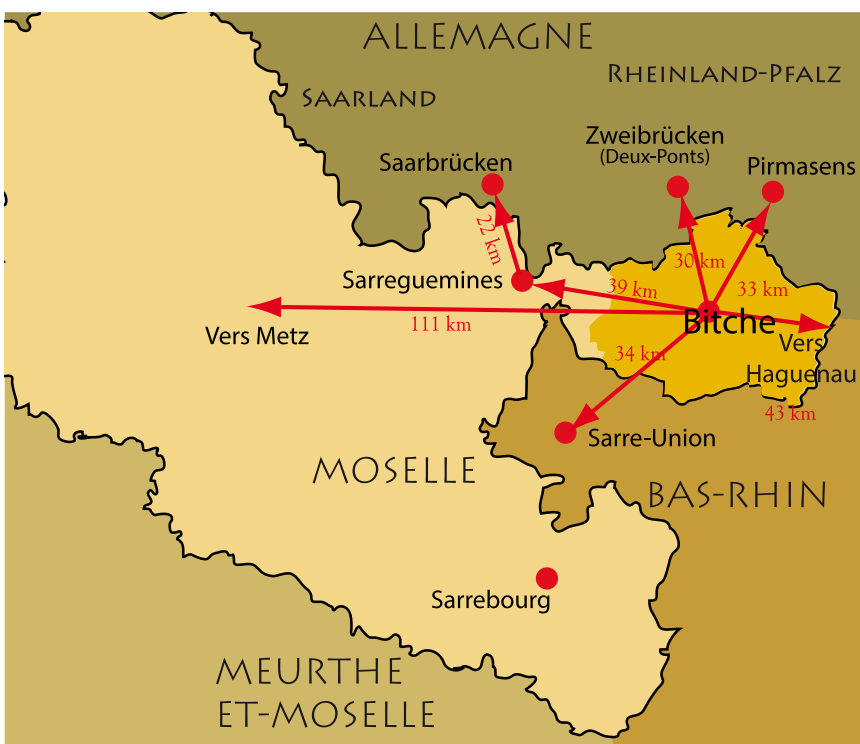 ALLEMAGNE
RHEINLAND-PFALZ
SAARLAND
Zweibrücken
(Deux-Ponts)
Saarbrücken
Pirmasens
22 km
30 km
Sarreguemines
39 km
33 km
111 km
Bitche
Vers Metz
34 km
Vers
Haguenau
43 km
Sarre-Union
MOSELLE
BAS-RHIN
Sarrebourg
MEURTHE
ET-MOSELLE